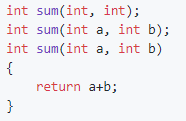 int sum(int, int);
int sum(int a, int b);
int sum(int a, int b)
{
    return a+b;
}